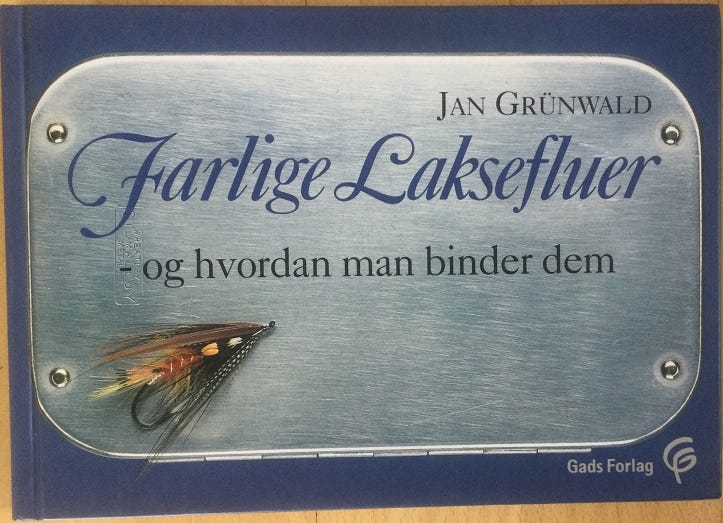 JAN GRÜNWALD
Farlige Laksefluer
- og hvordan man binder dem
Gads Forlag